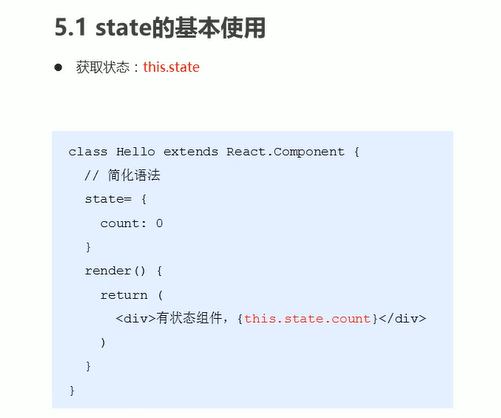 5.1 state的基本使用
● 获取状态：this.state
class Hello extends React.Component {
  // 简化语法
  state= {
    count: 0
  }
  render() {
    return (
      <div>有状态组件，{this.state.count}</div>
    )
  }
}